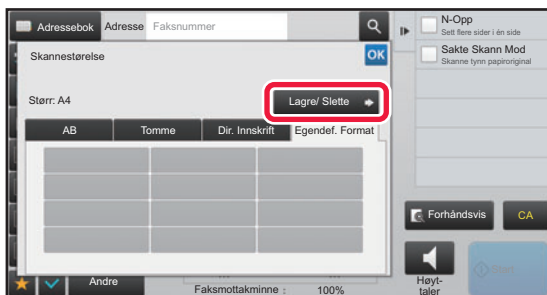 Adressebok Adresse Faksnummer
N-Opp
Sett flere sider i én side
Sakte Skann Mod
Skanne tynn papiroriginal
Skannestørelse
OK
Størr: A4
Lagre/ Slette
AB Tomme Dir. Innskrift Egendef. Format
Forhåndsvis CA
Start
Høyt-
taler
Andre
Faksmottakminne : 100%